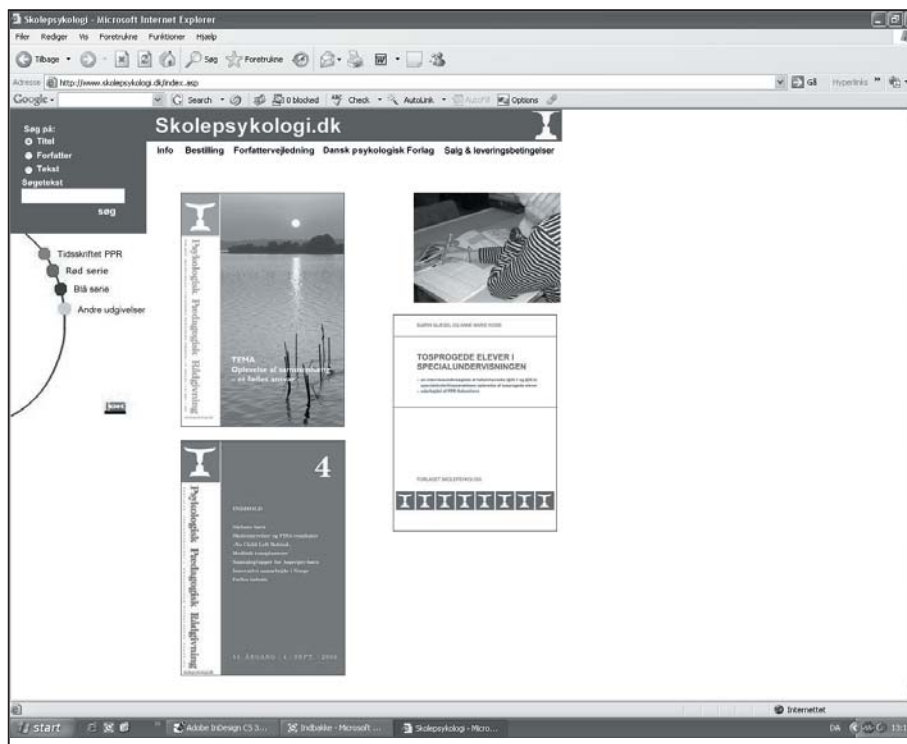 Skolepsykologi - Microsoft Internet Explorer
Filer Rediger Vis Foretrukne Funktioner Hjælp
Tilbage Søg Foretrukne
Adresse http://www.skolepsykologi.dk/index.asp Gå Hyperlinks »
Google Search 0 blocked Check AutoLink AutoFill Options
Søg på:
Titel
Forfatter
Tekst
Søgetekst
søg
Skolepsykologi.dk
Info Bestilling Forfattervejledning Dansk psykologisk Forlag Salg & leveringsbetingelser
Tidsskriftet PPR
Rød serie
Blå serie
Andre udgivelser
Psykologisk Pædagogisk Rådgivning
TEMA
Oplevelse af sammenhæng
– et fælles ansvar
TOSPROGEDE ELEVER I
SPECIALUNDERVISNINGEN
FORLAGET SKOLEPSYKOLOGI
Psykologisk Pædagogisk Rådgivning
4
INDHOLD
Internettet
start Adobe InDesign CS 3... Indbakke - Microsoft ... Skolepsykologi - Micro... DA